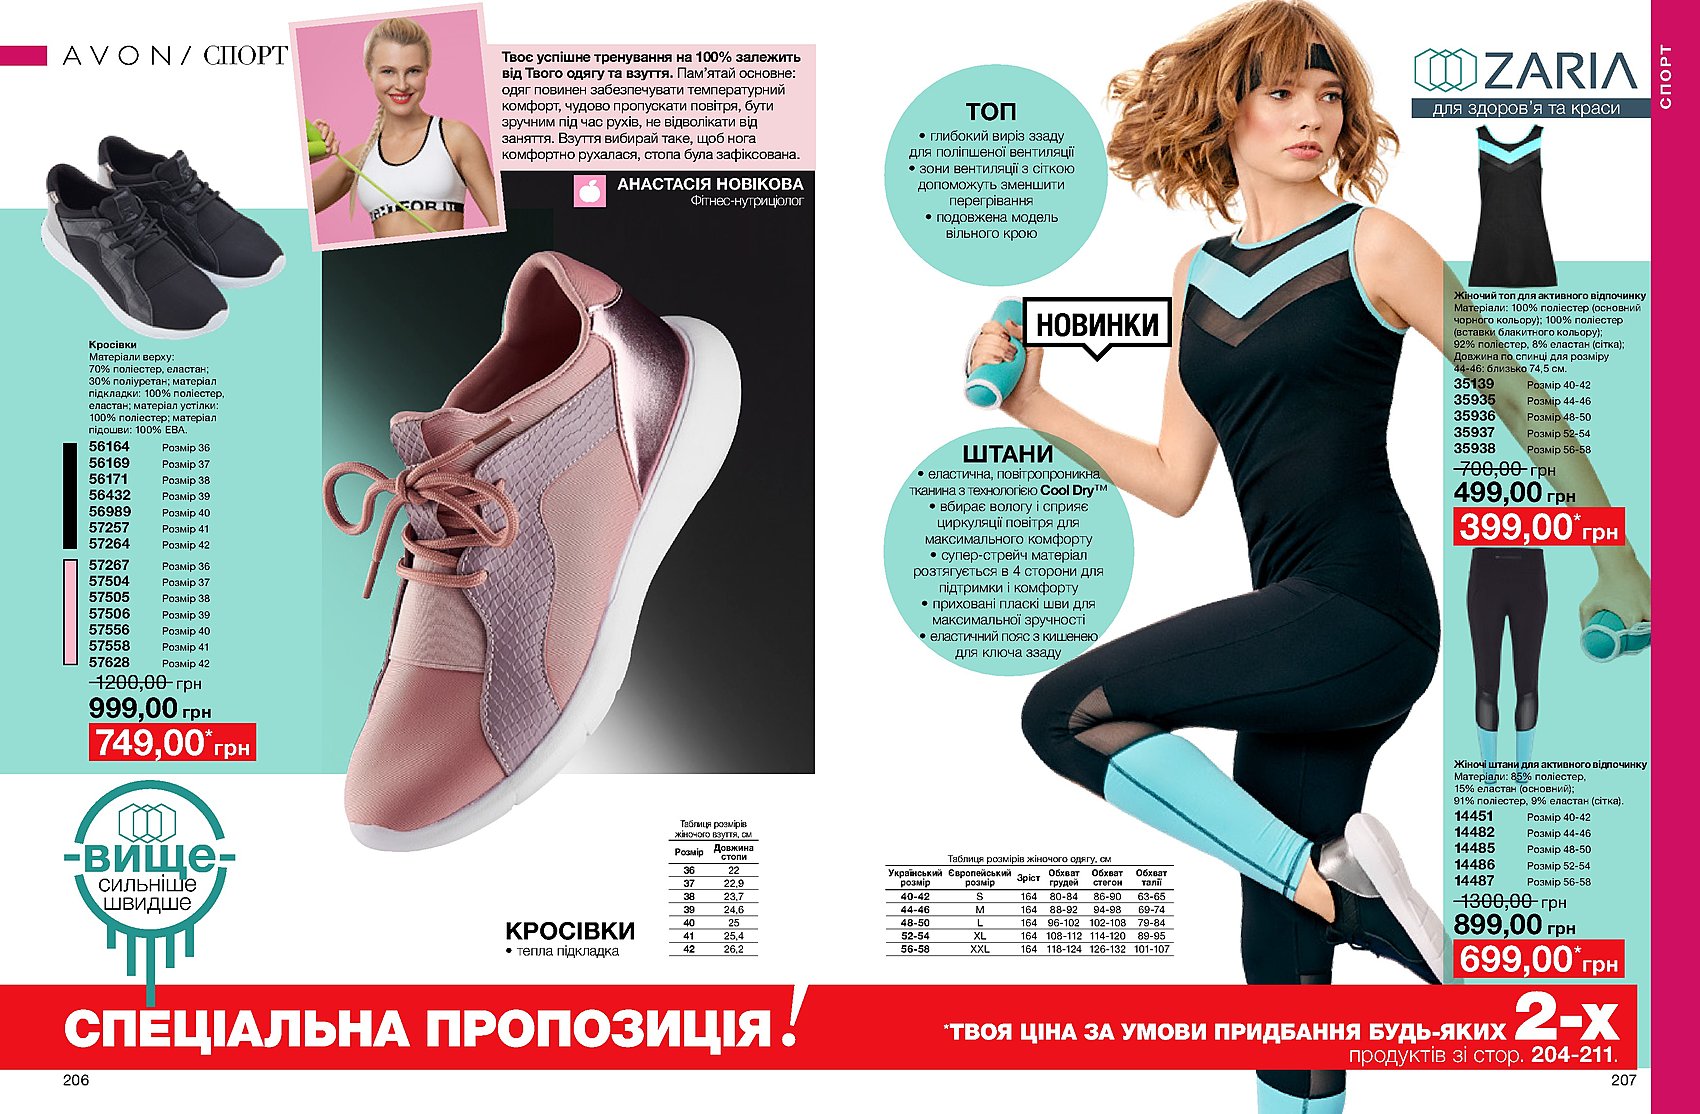 AVON / СПОРТ
Твоє успішне тренування на 100% залежить
від Твого одягу та взуття. Пам'ятай основне:
одяг повинен забезпечувати температурний
комфорт, чудово пропускати повітря, бути
зручним під час рухів, не відволікати від
заняття. Взуття вибирай таке, щоб нога
комфортно рухалася, стопа була зафіксована.
АНАСТАСІЯ НОВІКОВА
Фітнес-нутриціолог
Кросівки
Матеріали верху:
70% поліестер, еластан;
30% поліуретан; матеріал
підкладки: 100% поліестер,
еластан; матеріал устілки:
100% поліестер; матеріал
підошви: 100% ЕВА.
56164 Розмір 36
56169 Розмір 37
56171 Розмір 38
56432 Розмір 39
56989 Розмір 40
57257 Розмір 41
57264 Розмір 42
57267 Розмір 36
57504 Розмір 37
57505 Розмір 38
57506 Розмір 39
57556 Розмір 40
57558 Розмір 41
57628 Розмір 42
1200,00 грн
999,00 грн
749,00* грн
-ВИЩЕ-
СИЛЬНІШЕ
ШВИДШЕ
КРОСІВКИ
• тепла підкладка
Таблиця розмірів
жіночого взуття, см
Розмір Довжина стопи
36 22
37 22,9
38 23,7
39 24,6
40 25
41 25,4
42 26,2
ТОП
• глибокий виріз ззаду
для поліпшеної вентиляції
• зони вентиляції з сіткою
допоможуть зменшити
перегрівання
• подовжена модель
вільного крою
НОВИНКИ
ШТАНИ
• еластична, повітропроникна
тканина з технологією Cool Dry™
• вбирає вологу і сприяє
циркуляції повітря для
максимального комфорту
• супер-стрейч матеріал
розтягується в 4 сторони для
підтримки і комфорту
• приховані пласкі шви для
максимальної зручності
• еластичний пояс з кишенею
для ключа ззаду
Таблиця розмірів жіночого одягу, см
Український розмір Європейський розмір Зріст Обхват грудей Обхват стегон Обхват талії
40-42 S 164 80-84 86-90 63-65
44-46 M 164 88-92 94-98 69-74
48-50 L 164 96-102 102-108 79-84
52-54 XL 164 108-112 114-120 89-95
56-58 XXL 164 118-124 126-132 101-107
ZARIA
для здоров'я та краси
СПОРТ
Жіночий топ для активного відпочинку
Матеріали: 100% поліестер (основний
чорного кольору); 100% поліестер
(вставки блакитного кольору);
92% поліестер, 8% еластан (сітка);
Довжина по спинці для розміру
44-46: близько 74,5 см.
35139 Розмір 40-42
35935 Розмір 44-46
35936 Розмір 48-50
35937 Розмір 52-54
35938 Розмір 56-58
700,00 грн
499,00 грн
399,00* грн
Жіночі штани для активного відпочинку
Матеріали: 85% поліестер,
15% еластан (основний);
91% поліестер, 9% еластан (сітка).
14451 Розмір 40-42
14482 Розмір 44-46
14485 Розмір 48-50
14486 Розмір 52-54
14487 Розмір 56-58
1300,00 грн
899,00 грн
699,00* грн
СПЕЦІАЛЬНА ПРОПОЗИЦІЯ!
*ТВОЯ ЦІНА ЗА УМОВИ ПРИДБАННЯ БУДЬ-ЯКИХ 2-х
продуктів зі стор. 204-211.
206
207